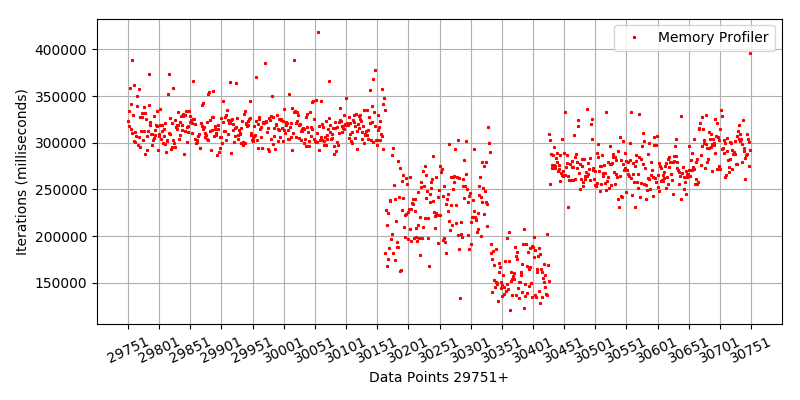 Memory Profiler
Iterations (milliseconds)
400000
350000
300000
250000
200000
150000
29751 29801 29851 29901 29951 30001 30051 30101 30151 30201 30251 30301 30351 30401 30451 30501 30551 30601 30651 30701 30751
Data Points 29751+